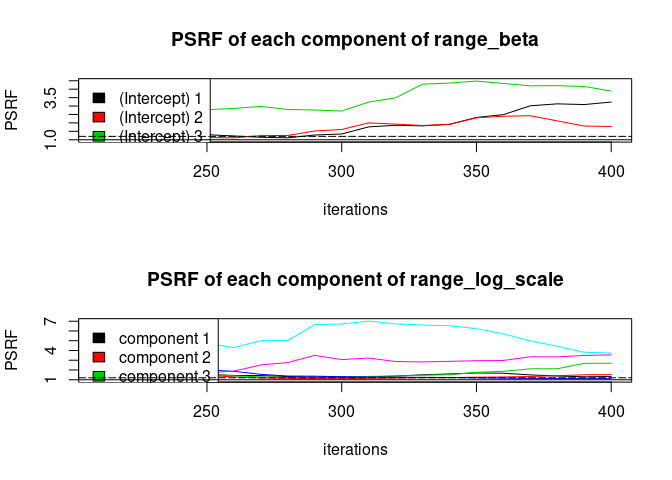 PSRF of each component of range_beta
PSRF
3.5
1.0
(Intercept) 1
(Intercept) 2
(Intercept) 3
250 300 350 400
iterations
PSRF of each component of range_log_scale
PSRF
7
4
1
component 1
component 2
component 3
250 300 350 400
iterations